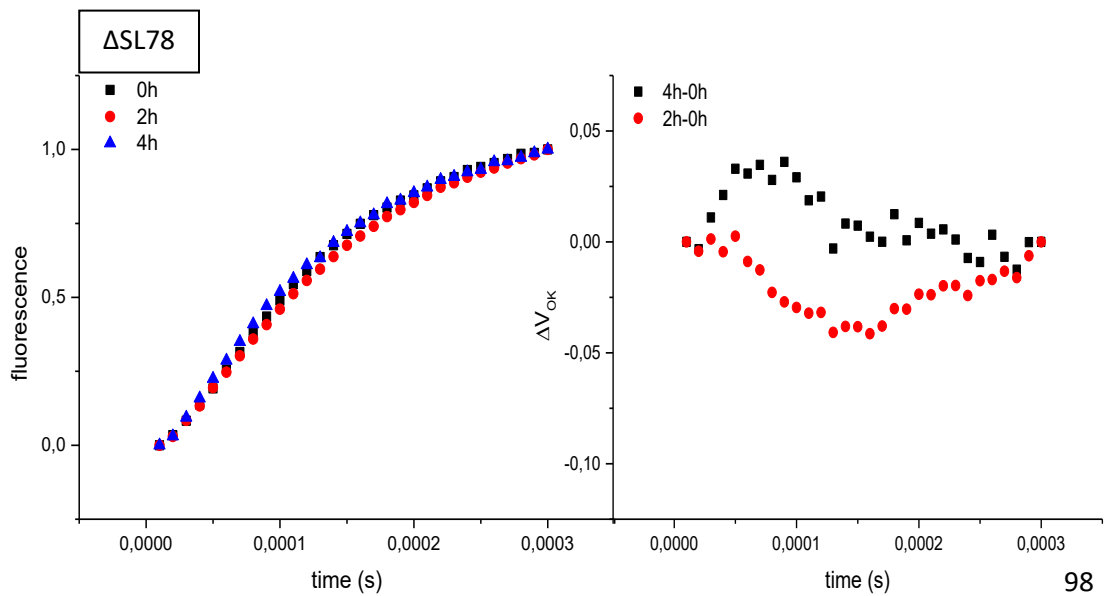 ΔSL78
0h
2h
4h
fluorescence
1,0
0,5
0,0
0,0000 0,0001 0,0002 0,0003
time (s)
4h-0h
2h-0h
ΔV_OK
0,05
0,00
-0,05
-0,10
0,0000 0,0001 0,0002 0,0003
time (s)
98